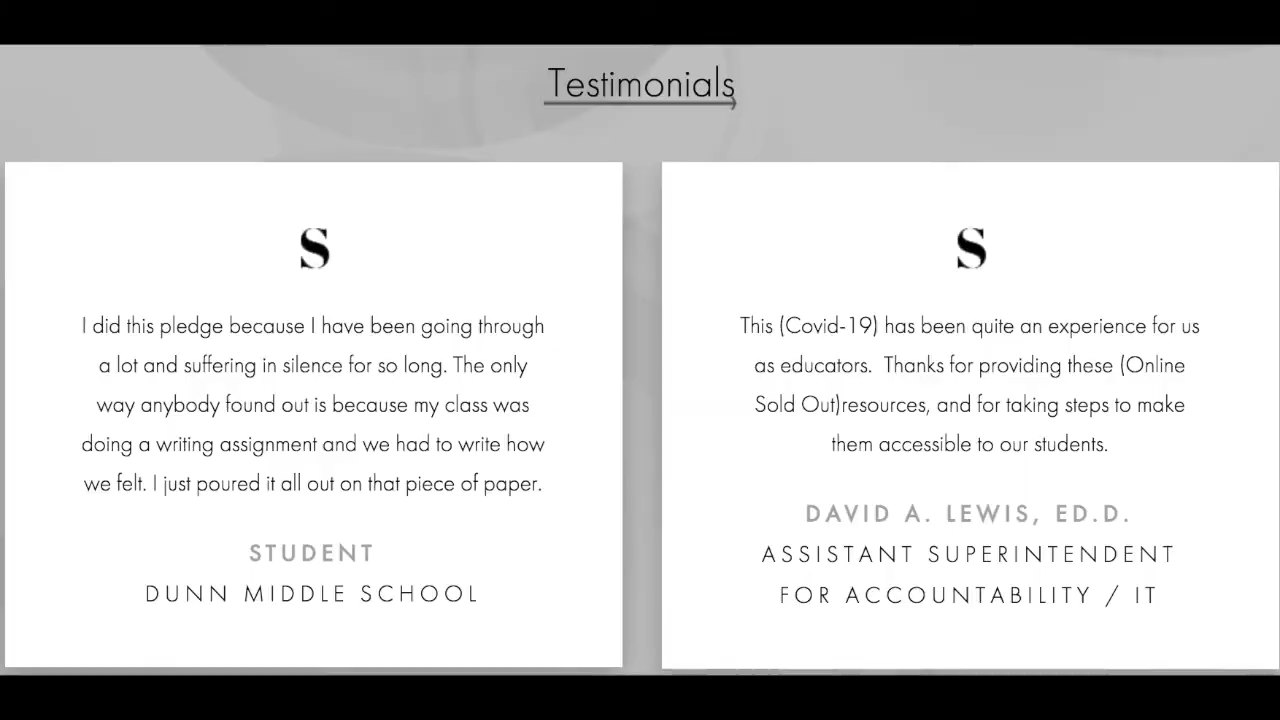 Testimonials
S
I did this pledge because I have been going through
a lot and suffering in silence for so long. The only
way anybody found out is because my class was
doing a writing assignment and we had to write how
we felt. I just poured it all out on that piece of paper.
STUDENT
DUNN MIDDLE SCHOOL
S
This (Covid-19) has been quite an experience for us
as educators.  Thanks for providing these (Online
Sold Out)resources, and for taking steps to make
them accessible to our students.
DAVID A. LEWIS, ED.D.
ASSISTANT SUPERINTENDENT
FOR ACCOUNTABILITY / IT